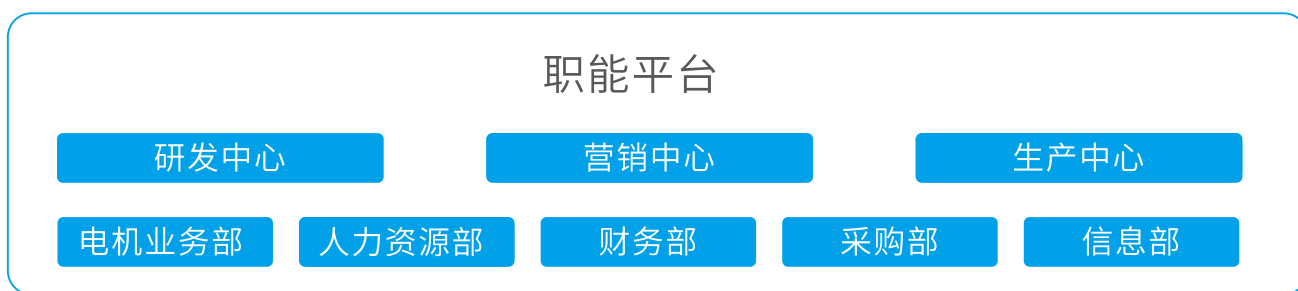 职能平台
研发中心 营销中心 生产中心
电机业务部 人力资源部 财务部 采购部 信息部